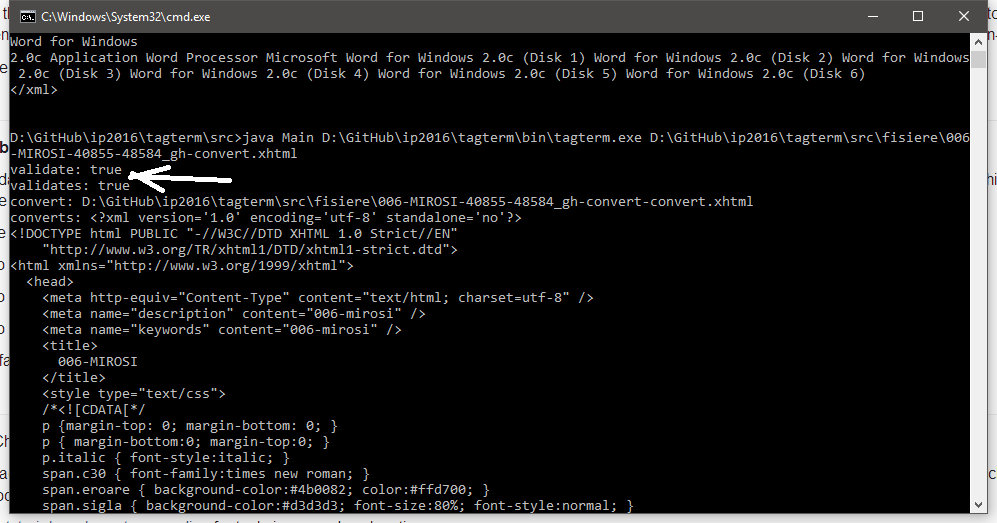 C:\Windows\System32\cmd.exe
Word for Windows
2.0c Application Word Processor Microsoft Word for Windows 2.0c (Disk 1) Word for Windows 2.0c (Disk 2) Word for Windows
 2.0c (Disk 3) Word for Windows 2.0c (Disk 4) Word for Windows 2.0c (Disk 5) Word for Windows 2.0c (Disk 6)
</xml>
D:\GitHub\ip2016\tagterm\src>java Main D:\GitHub\ip2016\tagterm\bin\tagterm.exe D:\GitHub\ip2016\tagterm\src\fisiere\006
-MIROSI-40855-48584_gh-convert.xhtml
validate: true
validates: true
convert: D:\GitHub\ip2016\tagterm\src\fisiere\006-MIROSI-40855-48584_gh-convert-convert.xhtml
converts: <?xml version='1.0' encoding='utf-8' standalone='no'?>
<!DOCTYPE html PUBLIC "-//W3C//DTD XHTML 1.0 Strict//EN"
    "http://www.w3.org/TR/xhtml1/DTD/xhtml1-strict.dtd">
<html xmlns="http://www.w3.org/1999/xhtml">
  <head>
    <meta http-equiv="Content-Type" content="text/html; charset=utf-8" />
    <meta name="description" content="006-mirosi" />
    <meta name="keywords" content="006-mirosi" />
    <title>
      006-MIROSI
    </title>
    <style type="text/css">
    /*<![CDATA[*/
    p {margin-top: 0; margin-bottom: 0; }
    p { margin-bottom:0; margin-top:0; }
    p.italic { font-style:italic; }
    span.c30 { font-family:times new roman; }
    span.eroare { background-color:#4b0082; color:#ffd700; }
    span.sigla { background-color:#d3d3d3; font-size:80%; font-style:normal; }